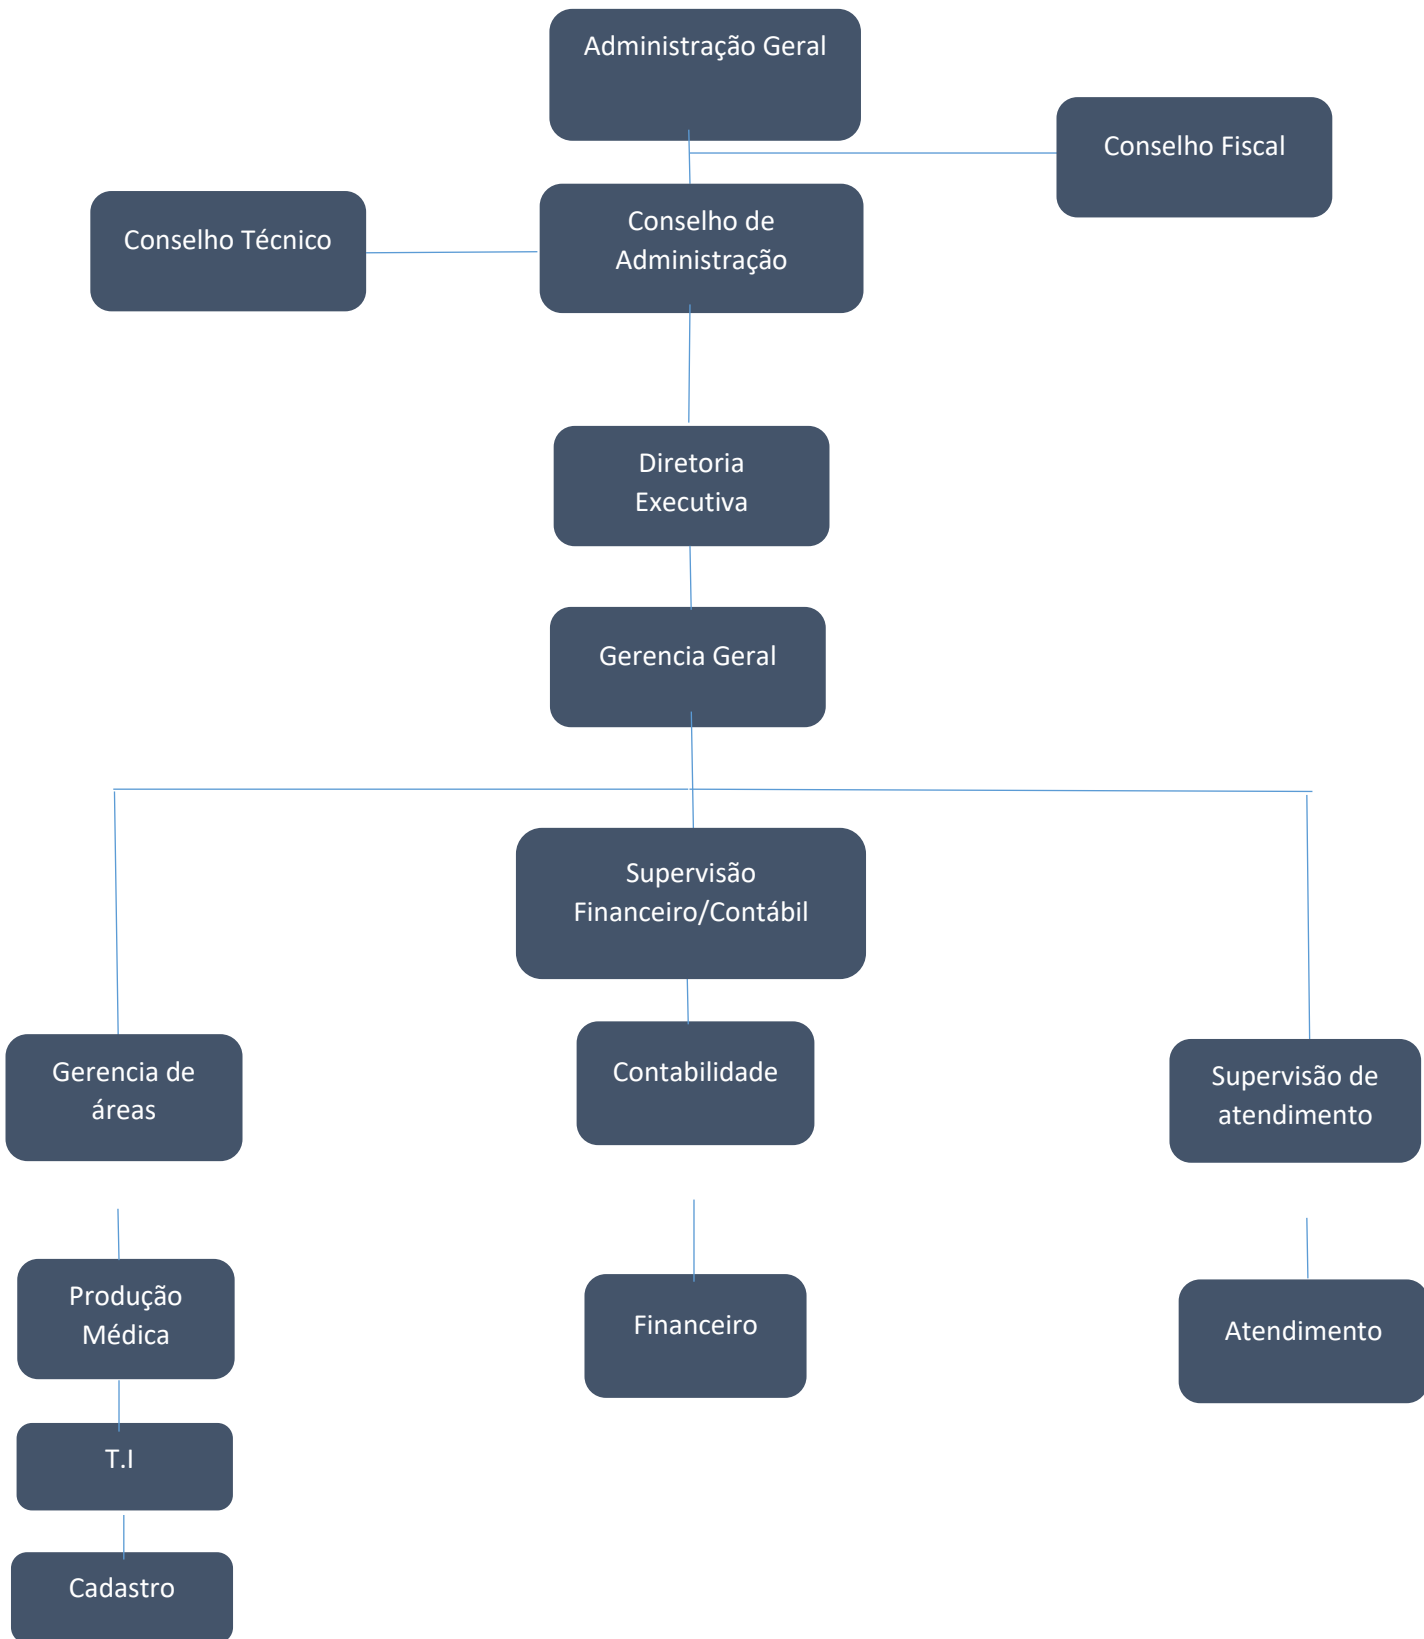 Administração Geral
Conselho Fiscal
Conselho Técnico
Conselho de
Administração
Diretoria
Executiva
Gerencia Geral
Supervisão
Financeiro/Contábil
Gerencia de
áreas
Contabilidade
Supervisão de
atendimento
Produção
Médica
Financeiro
Atendimento
T.I
Cadastro